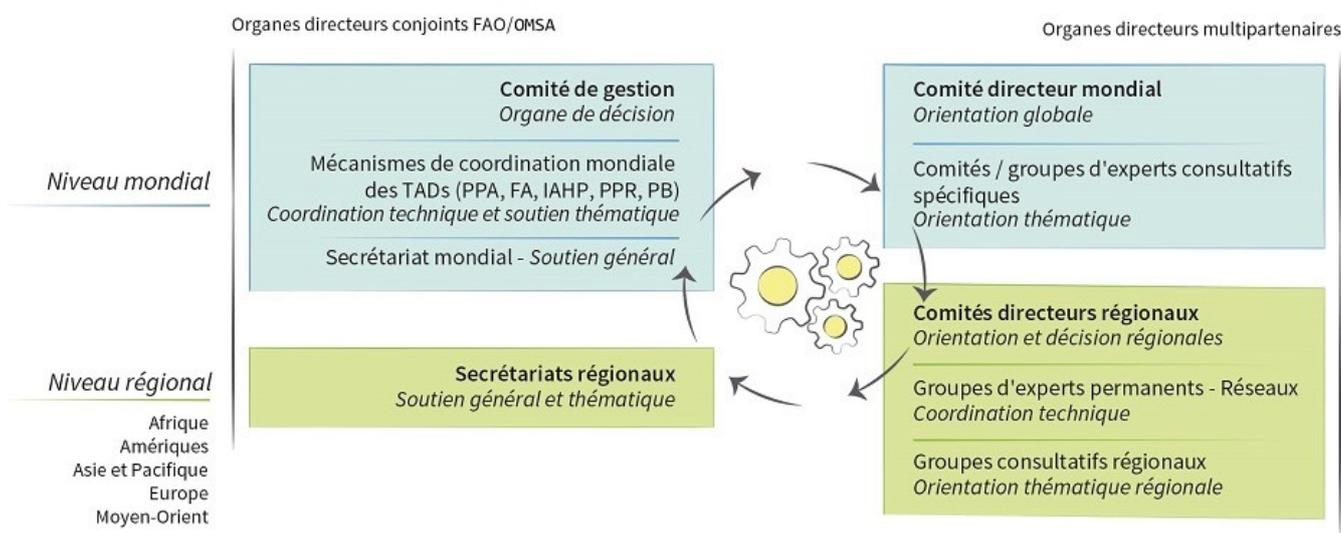 Organes directeurs conjoints FAO/OMSA
Organes directeurs multipartenaires
Niveau mondial
Comité de gestion
Organe de décision
Mécanismes de coordination mondiale
des TADs (PPA, FA, IAHP, PPR, PB)
Coordination technique et soutien thématique
Secrétariat mondial - Soutien général
Comité directeur mondial
Orientation globale
Comités / groupes d'experts consultatifs
spécifiques
Orientation thématique
Niveau régional
Afrique
Amériques
Asie et Pacifique
Europe
Moyen-Orient
Secrétariats régionaux
Soutien général et thématique
Comités directeurs régionaux
Orientation et décision régionales
Groupes d'experts permanents - Réseaux
Coordination technique
Groupes consultatifs régionaux
Orientation thématique régionale